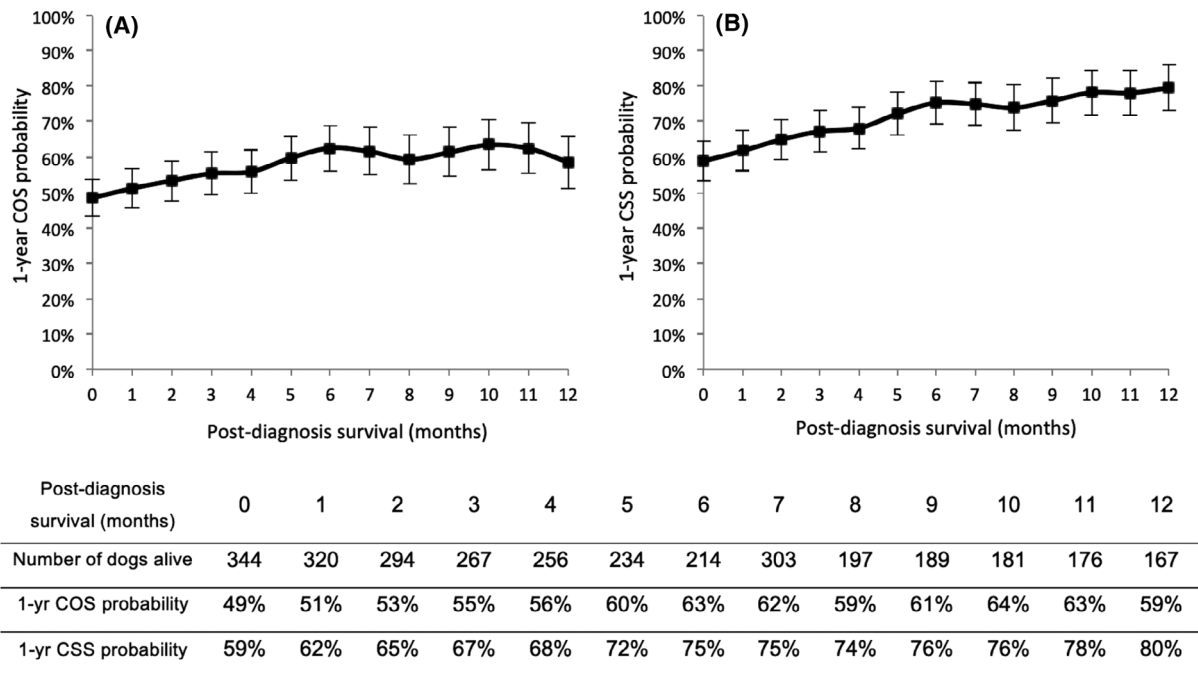 (A)
100%
90%
80%
70%
60%
50%
40%
30%
20%
10%
0%
1-year COS probability
0 1 2 3 4 5 6 7 8 9 10 11 12
Post-diagnosis survival (months)
(B)
100%
90%
80%
70%
60%
50%
40%
30%
20%
10%
0%
1-year CSS probability
0 1 2 3 4 5 6 7 8 9 10 11 12
Post-diagnosis survival (months)
Post-diagnosis
survival (months) 0 1 2 3 4 5 6 7 8 9 10 11 12
Number of dogs alive 344 320 294 267 256 234 214 303 197 189 181 176 167
1-yr COS probability 49% 51% 53% 55% 56% 60% 63% 62% 59% 61% 64% 63% 59%
1-yr CSS probability 59% 62% 65% 67% 68% 72% 75% 75% 74% 76% 76% 78% 80%